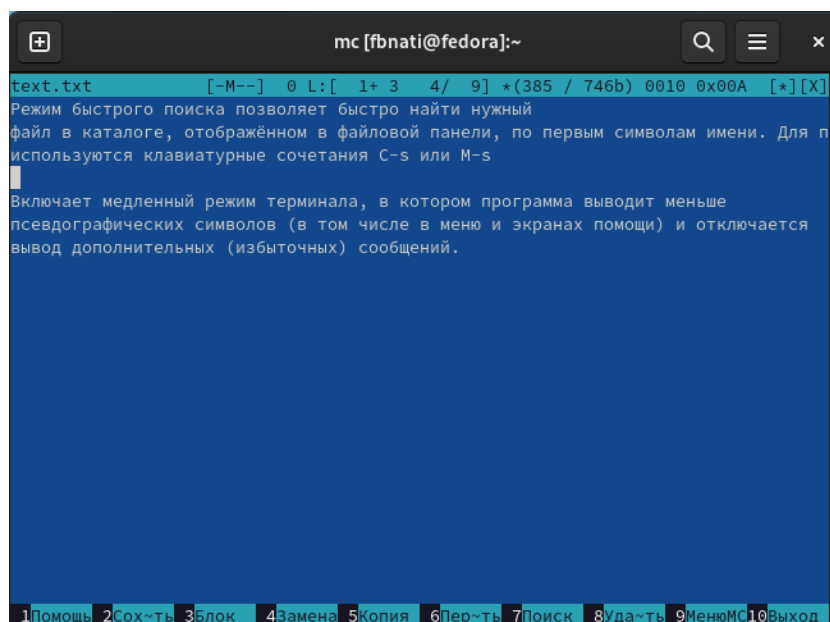 mc [fbnati@fedora]:~
text.txt [-M--] 0 L:[ 1+ 3 4/ 9] *(385 / 746b) 0010 0x00A [*][X]
Режим быстрого поиска позволяет быстро найти нужный
файл в каталоге, отображённом в файловой панели, по первым символам имени. Для п
используются клавиатурные сочетания C-s или M-s
Включает медленный режим терминала, в котором программа выводит меньше
псевдографических символов (в том числе в меню и экранах помощи) и отключается
вывод дополнительных (избыточных) сообщений.
1Помощь 2Сох~ть 3Блок 4Замена 5Копия 6Пер~ть 7Поиск 8Уда~ть 9МенюMC 10Выход